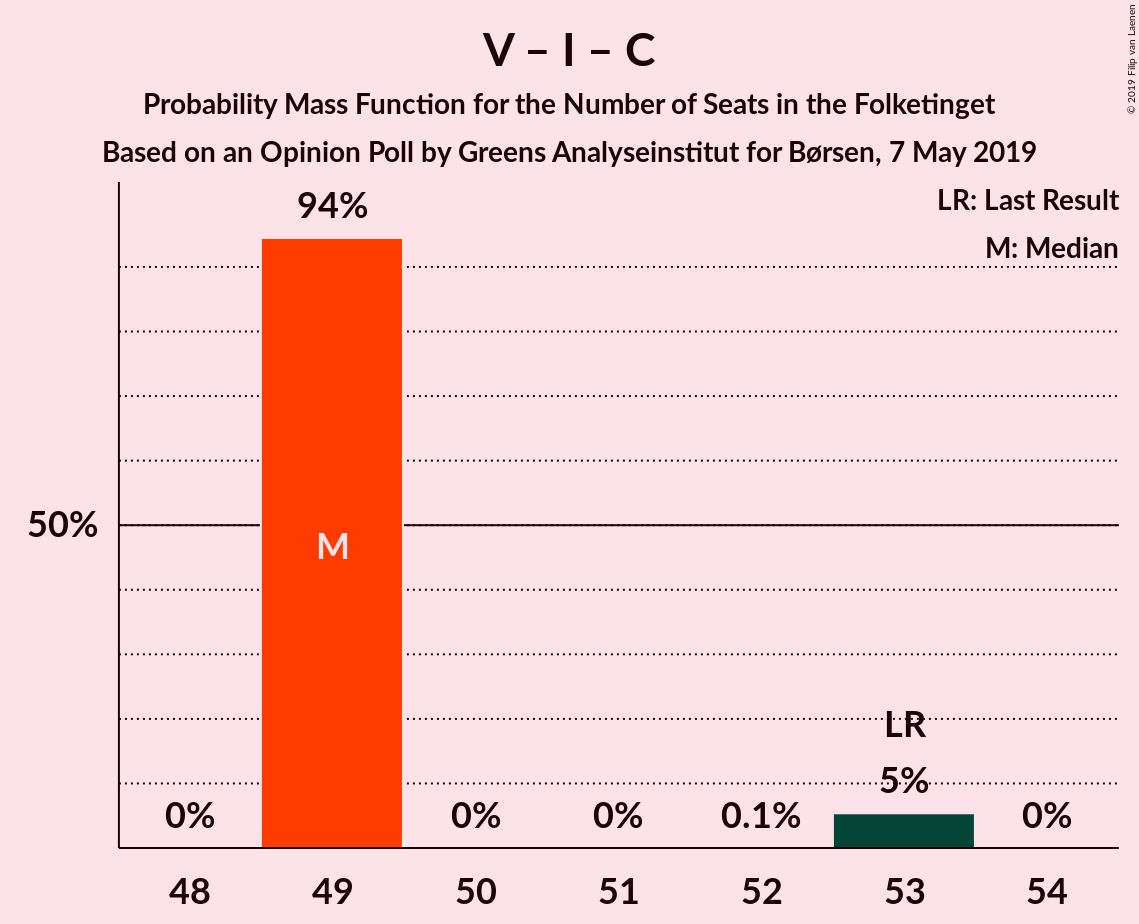 V – I – C
Probability Mass Function for the Number of Seats in the Folketinget
Based on an Opinion Poll by Greens Analyseinstitut for Børsen, 7 May 2019
© 2019 Filip van Laenen
LR: Last Result
M: Median
94%
50%
M
LR
5%
0%
0%
0%
0.1%
0%
48
49
50
51
52
53
54